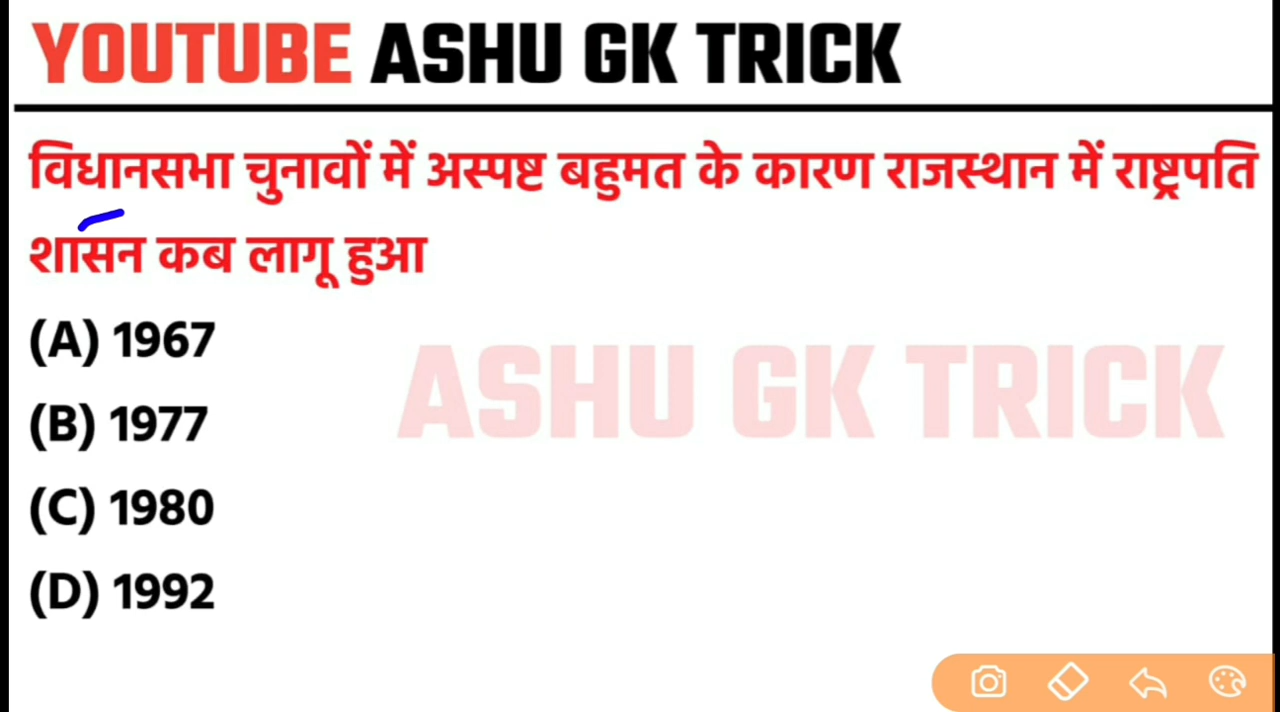 YOUTUBE ASHU GK TRICK
विधानसभा चुनावों में अस्पष्ट बहुमत के कारण राजस्थान में राष्ट्रपति
शासन कब लागू हुआ
(A) 1967
ASHU GK TRICK
(B) 1977
(C) 1980
(D) 1992